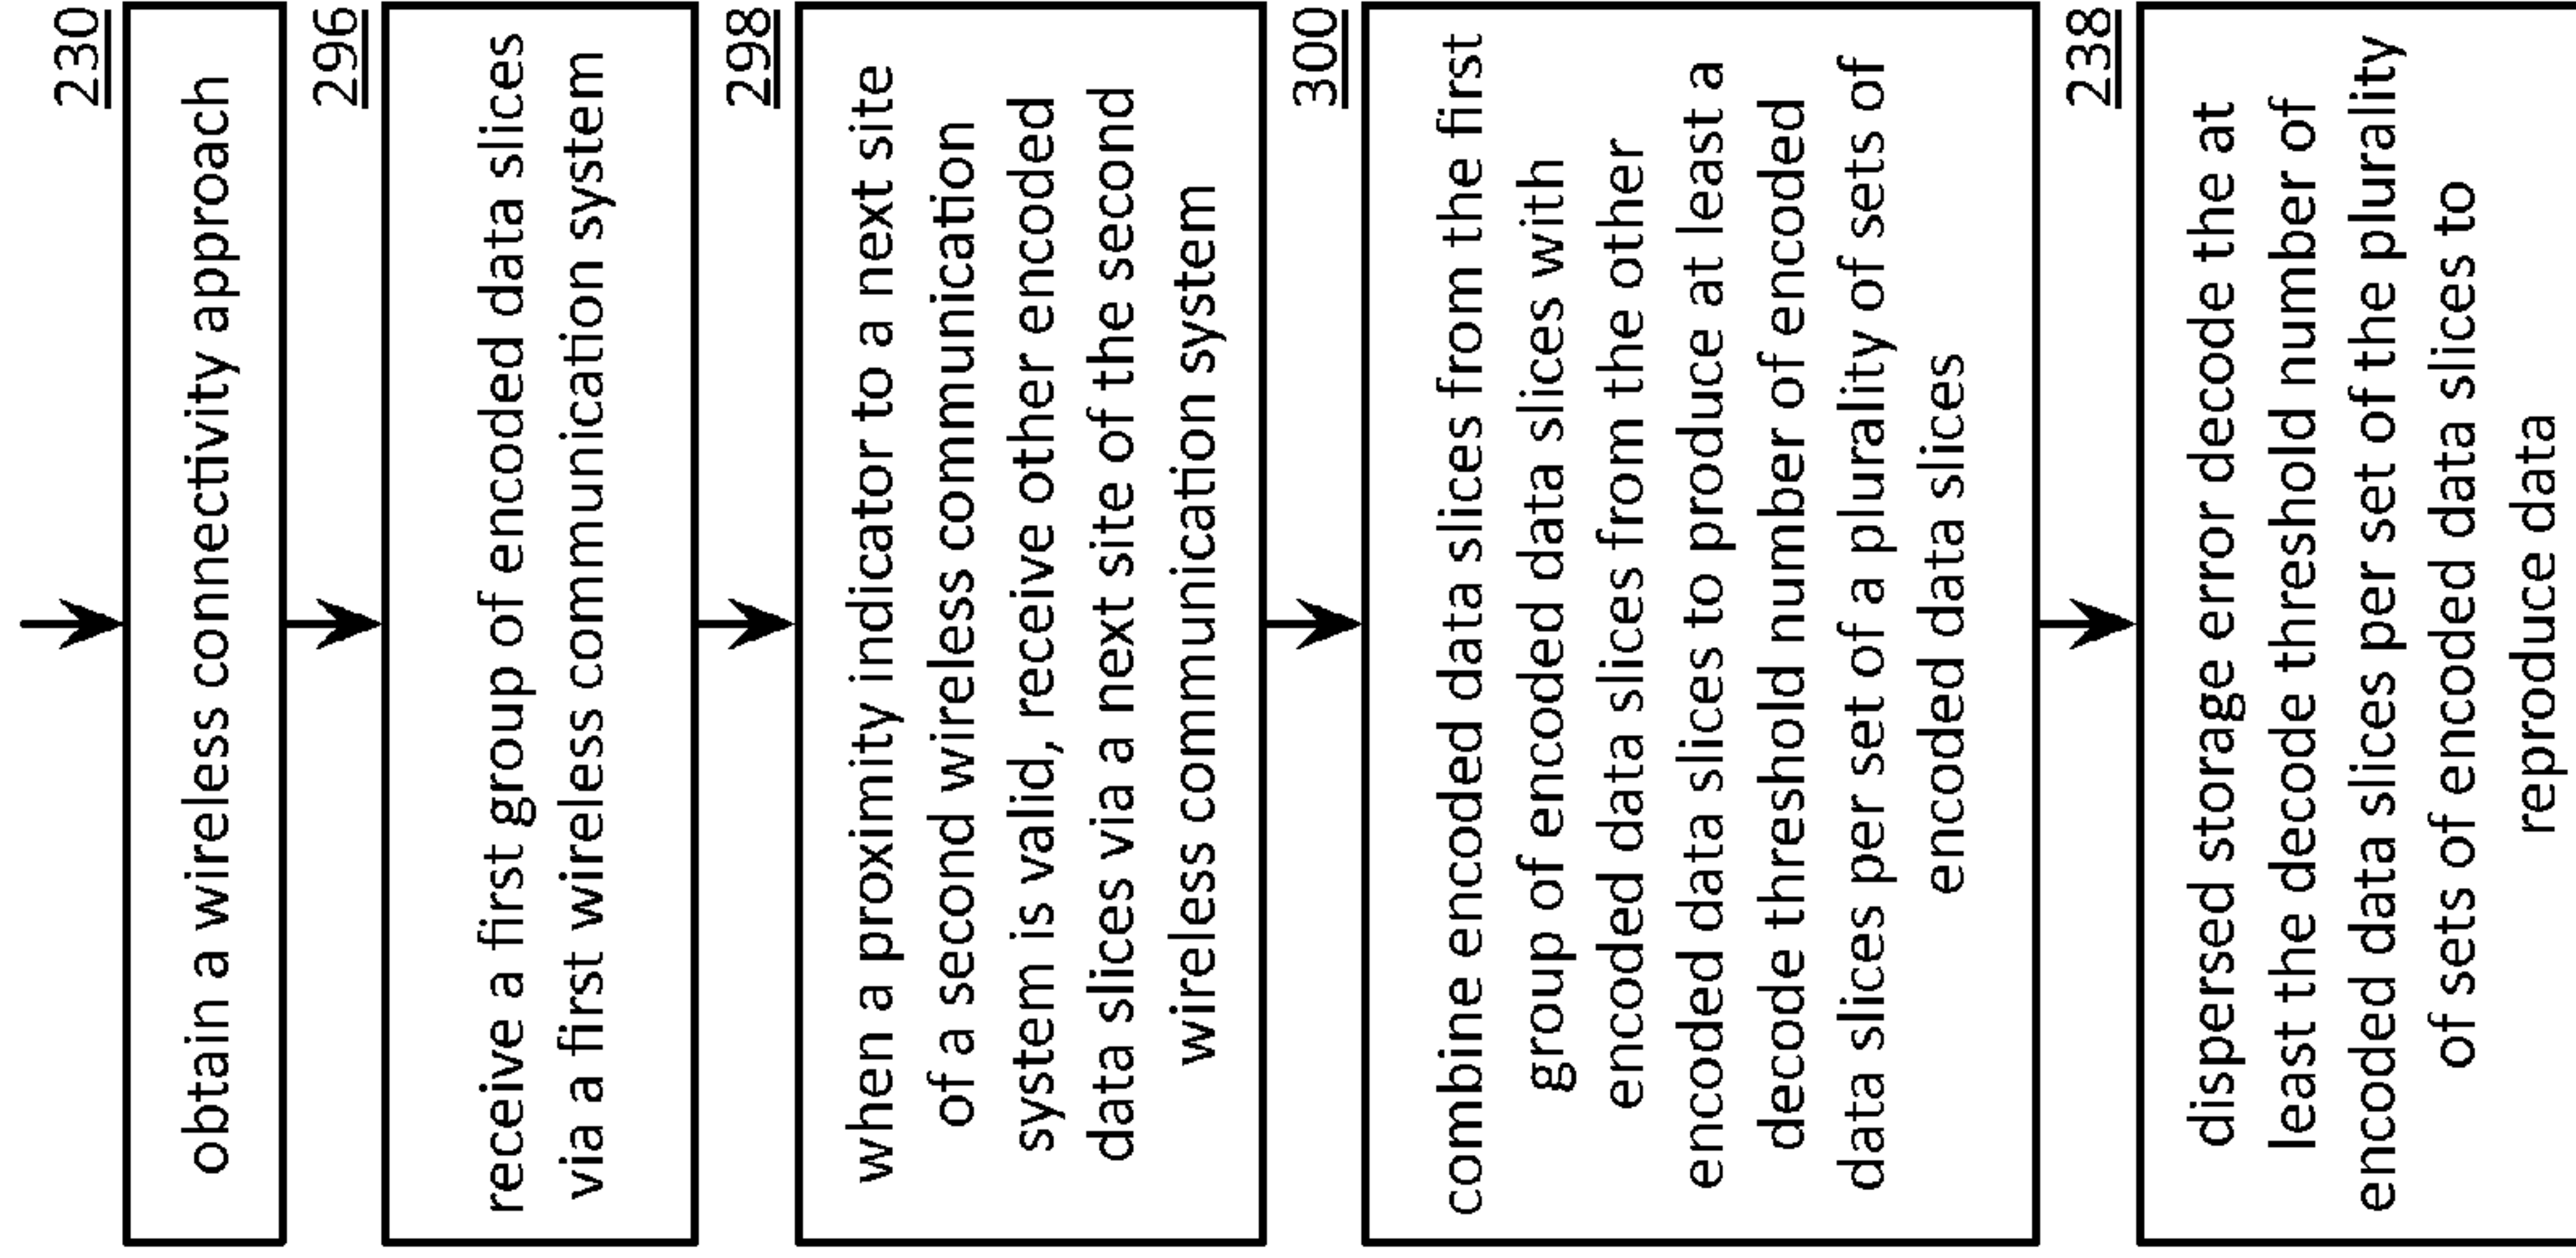 230
obtain a wireless connectivity approach
296
receive a first group of encoded data slices
via a first wireless communication system
298
when a proximity indicator to a next site
of a second wireless communication
system is valid, receive other encoded
data slices via a next site of the second
wireless communication system
300
combine encoded data slices from the first
group of encoded data slices with
encoded data slices from the other
encoded data slices to produce at least a
decode threshold number of encoded
data slices per set of a plurality of sets of
encoded data slices
238
dispersed storage error decode the at
least the decode threshold number of
encoded data slices per set of the plurality
of sets of encoded data slices to
reproduce data